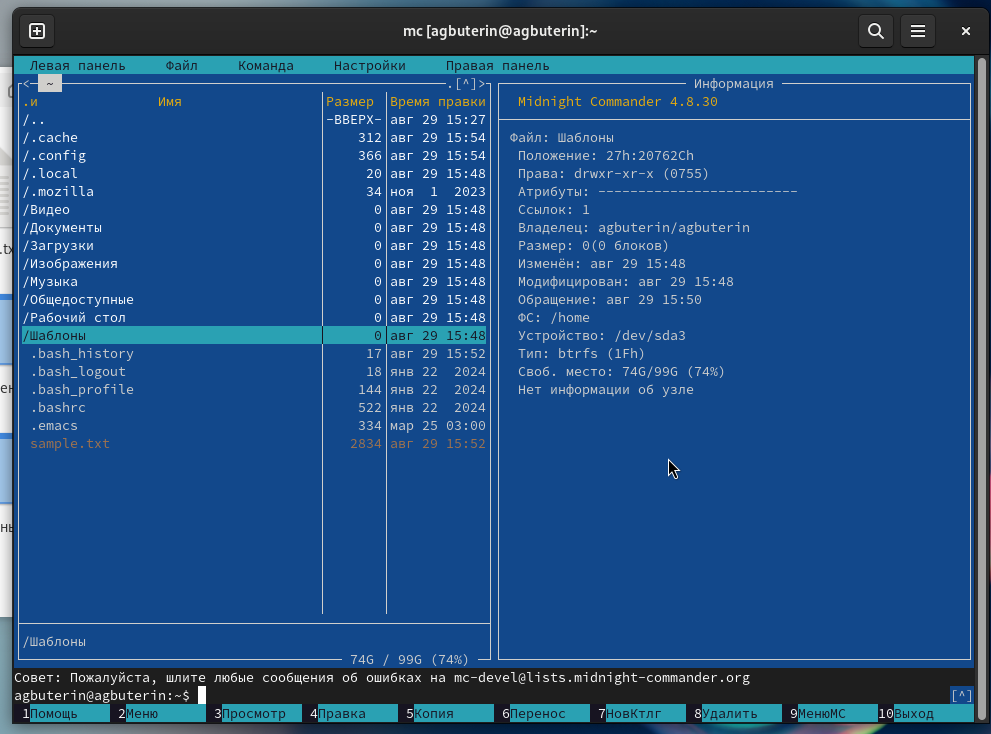 mc [agbuterin@agbuterin]:~
Левая панель Файл Команда Настройки Правая панель
<─ ~ .[^]>
.и Имя Размер Время правки
/.. -ВВЕРХ- авг 29 15:27
/.cache 312 авг 29 15:54
/.config 366 авг 29 15:54
/.local 20 авг 29 15:48
/.mozilla 34 ноя 1 2023
/Видео 0 авг 29 15:48
/Документы 0 авг 29 15:48
/Загрузки 0 авг 29 15:48
/Изображения 0 авг 29 15:48
/Музыка 0 авг 29 15:48
/Общедоступные 0 авг 29 15:48
/Рабочий стол 0 авг 29 15:48
/Шаблоны 0 авг 29 15:48
.bash_history 17 авг 29 15:52
.bash_logout 18 янв 22 2024
.bash_profile 144 янв 22 2024
.bashrc 522 янв 22 2024
.emacs 334 мар 25 03:00
sample.txt 2834 авг 29 15:52
/Шаблоны
74G / 99G (74%)
Информация
Midnight Commander 4.8.30
Файл: Шаблоны
Положение: 27h:20762Ch
Права: drwxr-xr-x (0755)
Атрибуты: -------------------------
Ссылок: 1
Владелец: agbuterin/agbuterin
Размер: 0(0 блоков)
Изменён: авг 29 15:48
Модифицирован: авг 29 15:48
Обращение: авг 29 15:50
ФС: /home
Устройство: /dev/sda3
Тип: btrfs (1Fh)
Своб. место: 74G/99G (74%)
Нет информации об узле
Совет: Пожалуйста, шлите любые сообщения об ошибках на mc-devel@lists.midnight-commander.org
agbuterin@agbuterin:~$ [^]
1Помощь 2Меню 3Просмотр 4Правка 5Копия 6Перенос 7НовКтлг 8Удалить 9МенюМС 10Выход